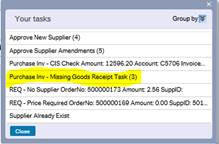 Your tasks
Group by
Approve New Supplier (4)
Approve Supplier Amendments (5)
Purchase Inv - CIS Check Amount: 12596.20 Account: C5706 Invoice...
Purchase Inv - Missing Goods Receipt Task (3)
REQ - No Supplier OrderNo: 500000173 Amount: 2.56 SuppID:
REQ - Price Required OrderNo: 500000169 Amount: 0.00 SuppID: 501...
Supplier Already Exist
Close